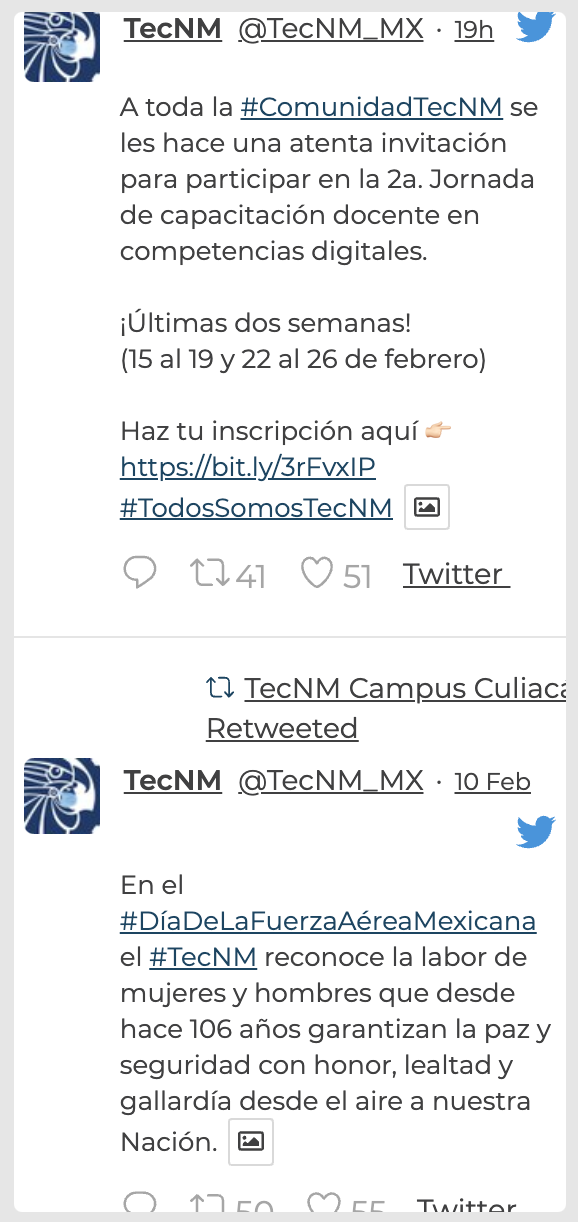 TecNM @TecNM_MX · 19h
A toda la #ComunidadTecNM se
les hace una atenta invitación
para participar en la 2a. Jornada
de capacitación docente en
competencias digitales.
¡Últimas dos semanas!
(15 al 19 y 22 al 26 de febrero)
Haz tu inscripción aquí 👉🏻
https://bit.ly/3rFvxIP
#TodosSomosTecNM
41 51 Twitter
TecNM Campus
Retweeted
TecNM @TecNM_MX · 10 Feb
En el
#DíaDeLaFuerzaAéreaMexicana
el #TecNM reconoce la labor de
mujeres y hombres que desde
hace 106 años garantizan la paz y
seguridad con honor, lealtad y
gallardía desde el aire a nuestra
Nación.
Twitter